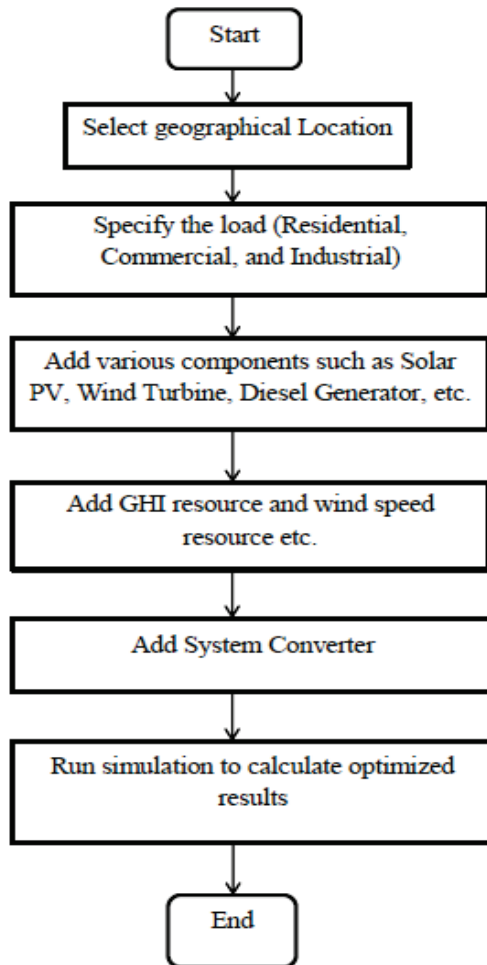 Start
Select geographical Location
Specify the load (Residential,
Commercial, and Industrial)
Add various components such as Solar
PV, Wind Turbine, Diesel Generator, etc.
Add GHI resource and wind speed
resource etc.
Add System Converter
Run simulation to calculate optimized
results
End